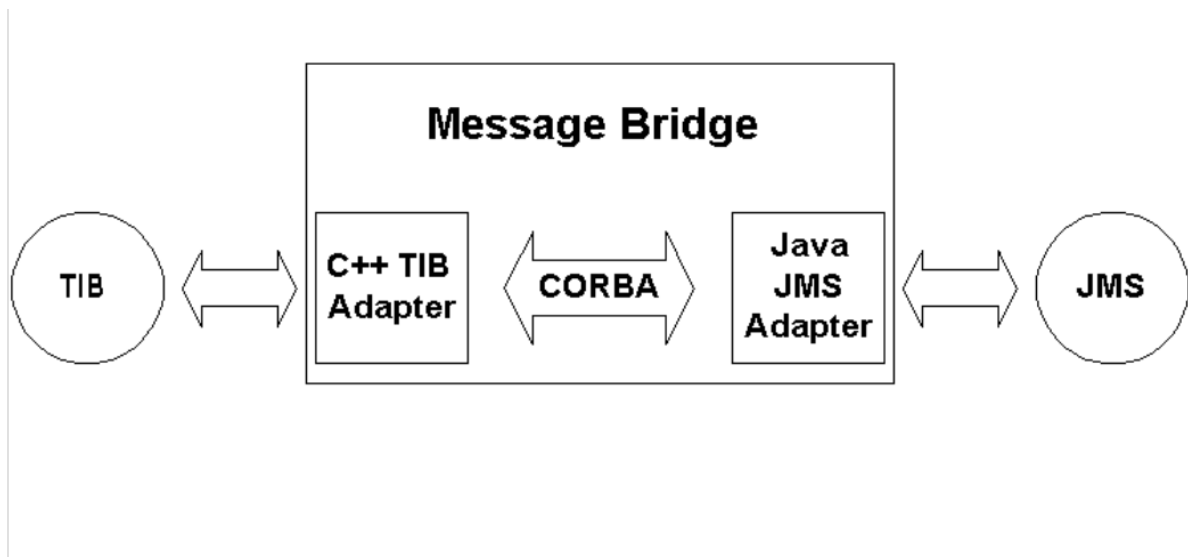 Message Bridge
TIB
C++ TIB
Adapter
CORBA
Java
JMS
Adapter
JMS